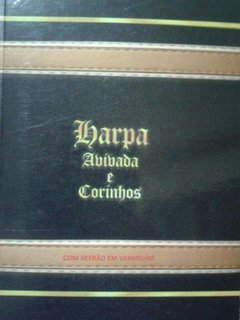 Harpa
Avivada
e
Corinhos
COM REFRÃO EM VERMELHO